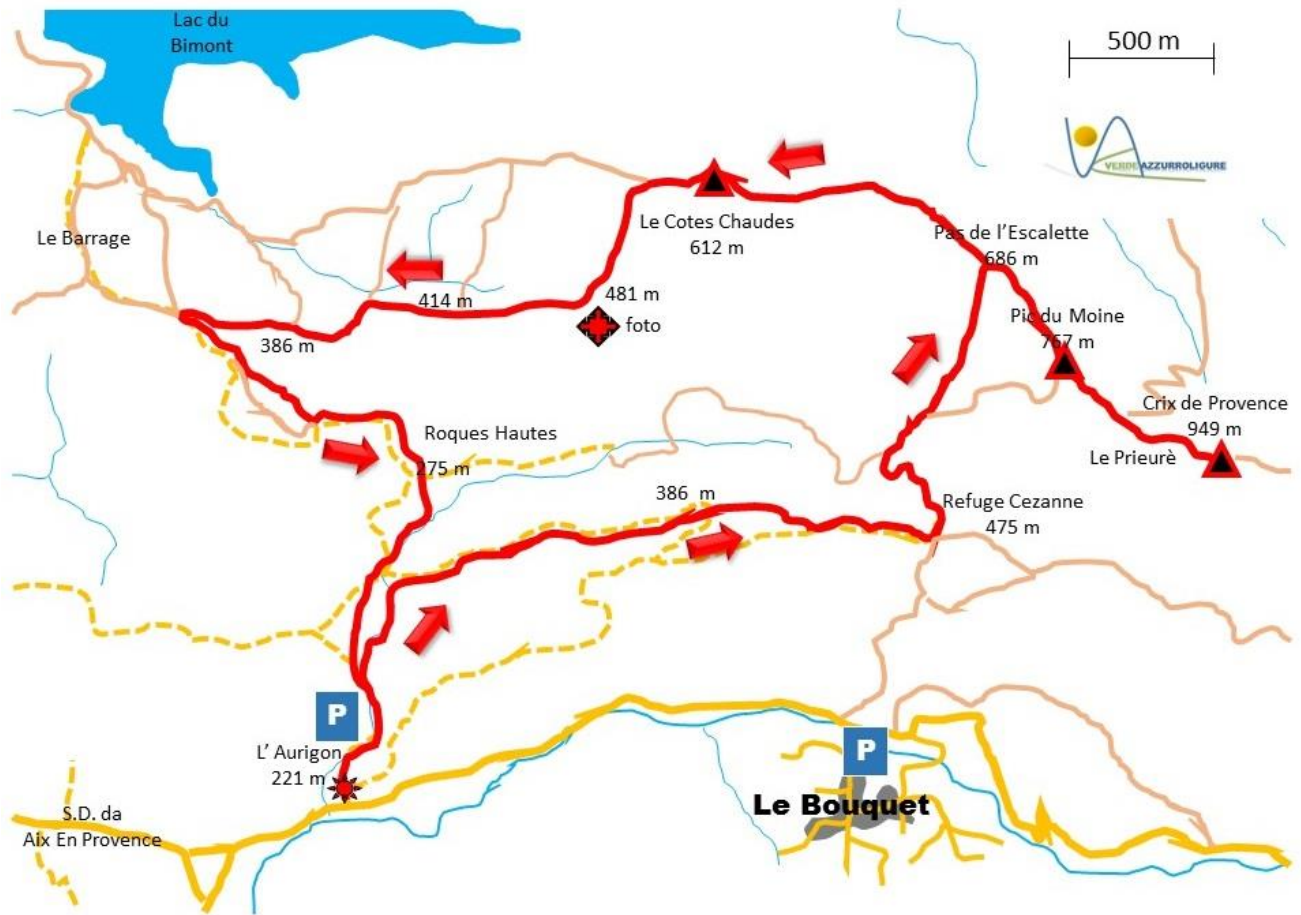 Lac du
Bimont
500 m
VERDEAZZURROLIGURE
Le Cotes Chaudes
612 m
Pas de l'Escalette
686 m
Le Barrage
481 m
414 m
foto
386 m
Pic du Moine
767 m
Crix de Provence
949 m
Le Prieurè
Roques Hautes
275 m
386 m
Refuge Cezanne
475 m
P
L' Aurigon
221 m
P
Le Bouquet
S.D. da
Aix En Provence